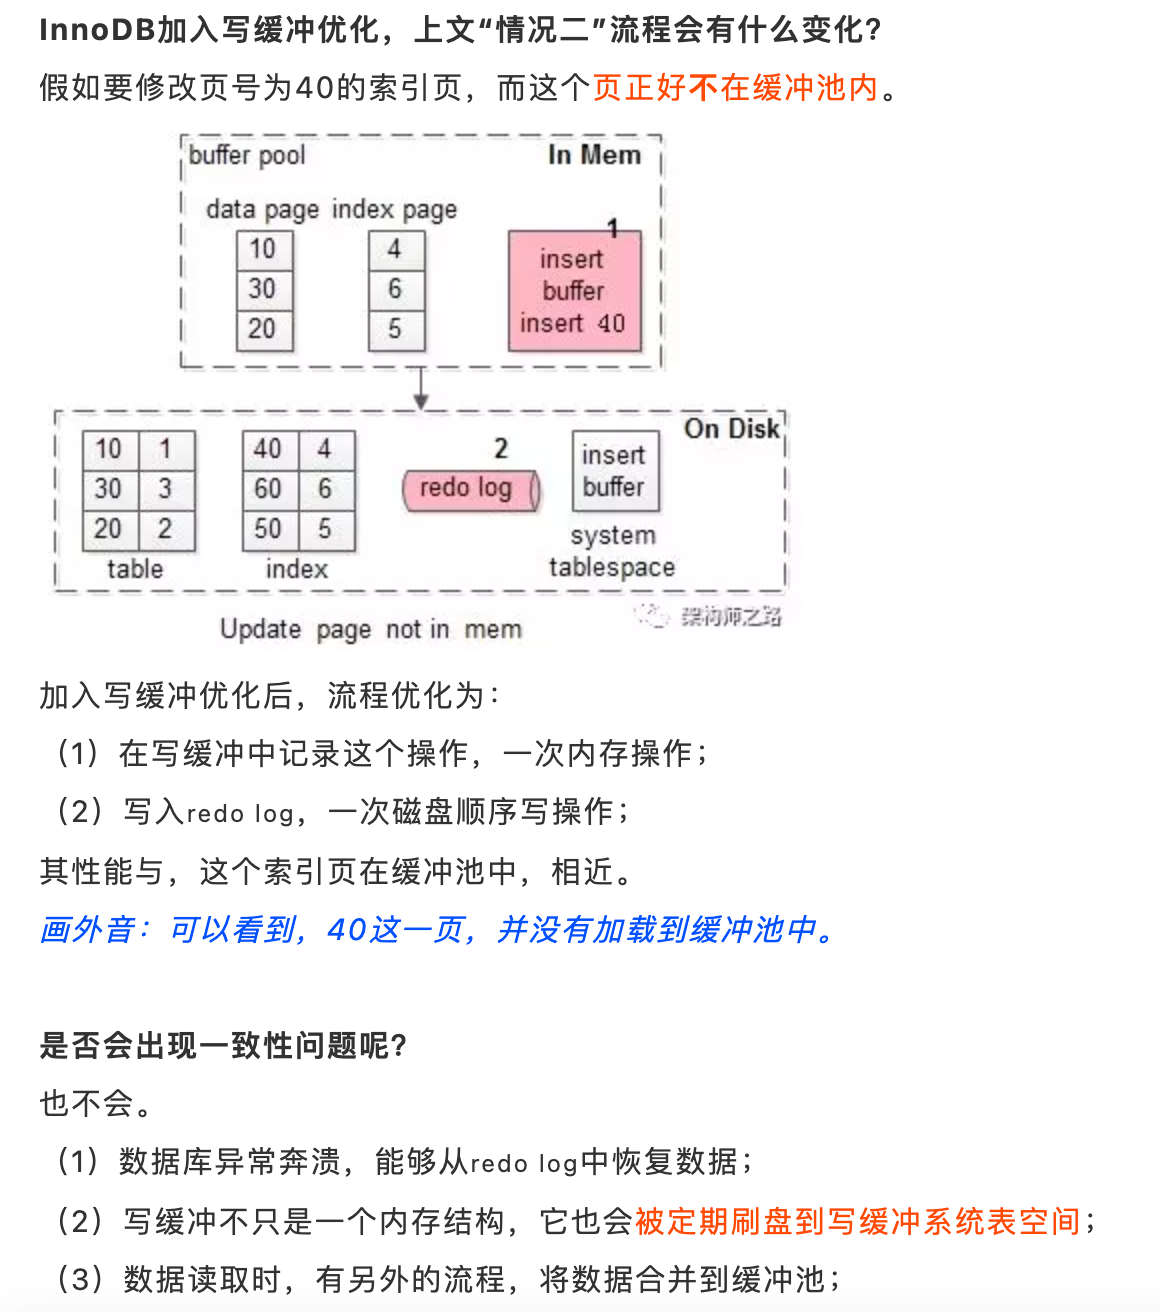 InnoDB加入写缓冲优化，上文“情况二”流程会有什么变化？
假如要修改页号为40的索引页，而这个页正好不在缓冲池内。
buffer pool In Mem
data page index page
1
10 4
30 6
20 5
insert
buffer
insert 40
On Disk
10 1
30 3
20 2
table
40 4
60 6
50 5
index
2
redo log
insert
buffer
system
tablespace
架构师之路
Update page not in mem
加入写缓冲优化后，流程优化为：
（1）在写缓冲中记录这个操作，一次内存操作；
（2）写入redo log，一次磁盘顺序写操作；
其性能与，这个索引页在缓冲池中，相近。
画外音：可以看到，40这一页，并没有加载到缓冲池中。
是否会出现一致性问题呢？
也不会。
（1）数据库异常奔溃，能够从redo log中恢复数据；
（2）写缓冲不只是一个内存结构，它也会被定期刷盘到写缓冲系统表空间；
（3）数据读取时，有另外的流程，将数据合并到缓冲池；